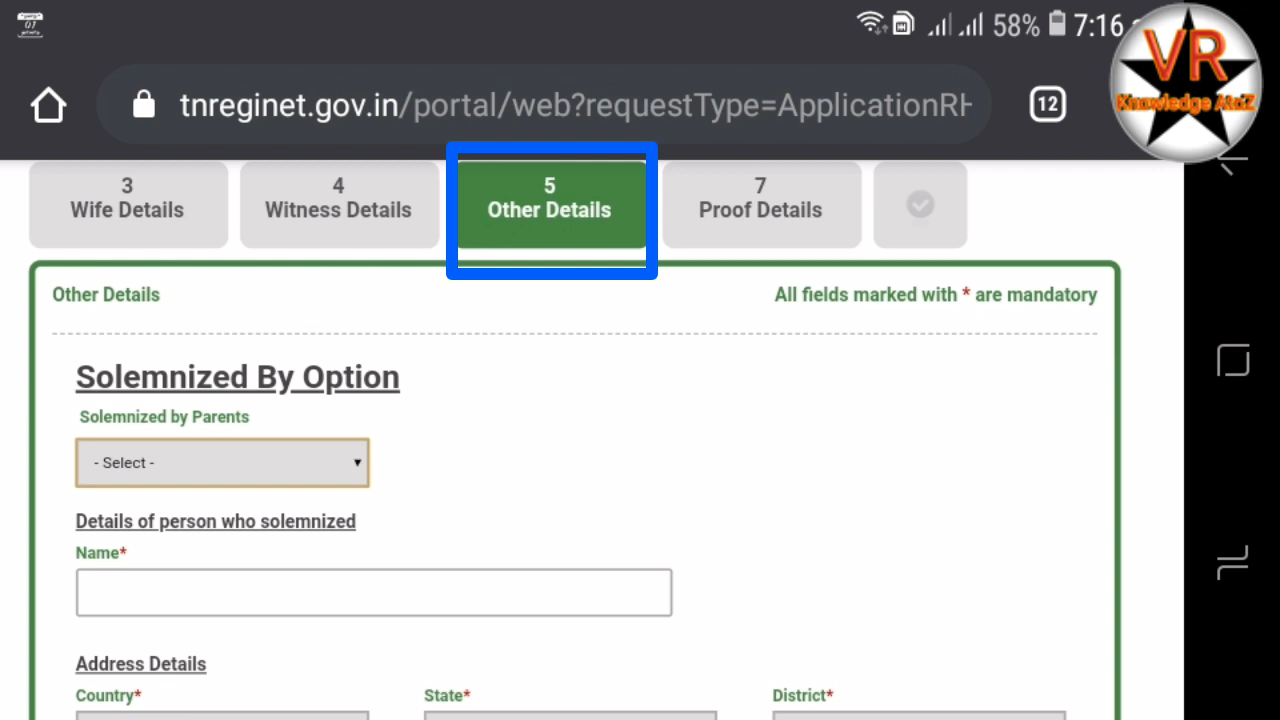 58% 7:16
tnreginet.gov.in/portal/web?requestType=ApplicationRH
12
VR
Knowledge AtoZ
3
Wife Details
4
Witness Details
5
Other Details
7
Proof Details
Other Details
All fields marked with * are mandatory
Solemnized By Option
Solemnized by Parents
- Select -
Details of person who solemnized
Name*
Address Details
Country*
State*
District*